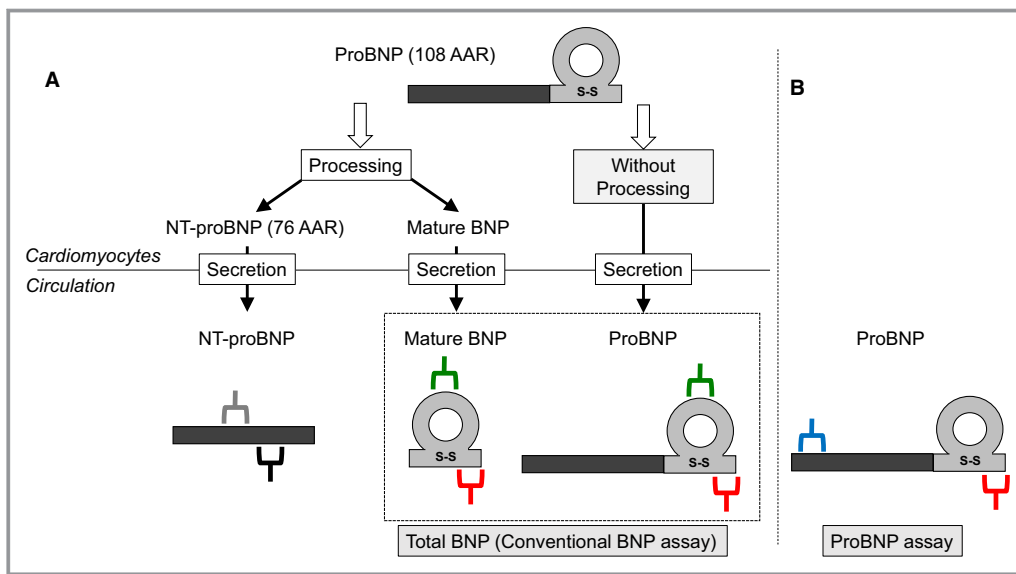 A
ProBNP (108 AAR)
S-S
B
Processing
Without
Processing
NT-proBNP (76 AAR)
Mature BNP
Cardiomyocytes
Secretion
Secretion
Secretion
Circulation
NT-proBNP
Mature BNP
ProBNP
ProBNP
S-S
S-S
S-S
Total BNP (Conventional BNP assay)
ProBNP assay